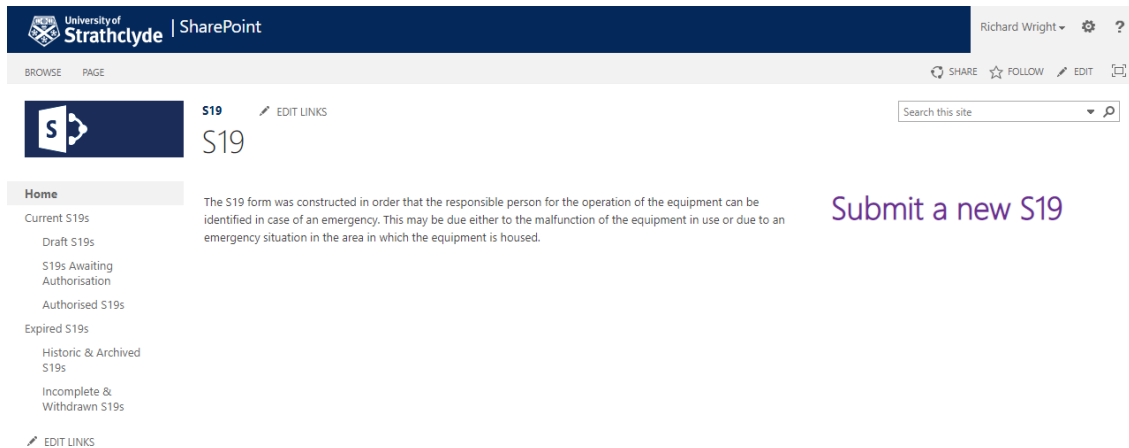 University of
Strathclyde | SharePoint
Richard Wright
?
BROWSE PAGE
SHARE FOLLOW EDIT
S
S19 EDIT LINKS
S19
Search this site
Home
Current S19s
Draft S19s
S19s Awaiting
Authorisation
Authorised S19s
Expired S19s
Historic & Archived
S19s
Incomplete &
Withdrawn S19s
EDIT LINKS
The S19 form was constructed in order that the responsible person for the operation of the equipment can be
identified in case of an emergency. This may be due either to the malfunction of the equipment in use or due to an
emergency situation in the area in which the equipment is housed.
Submit a new S19